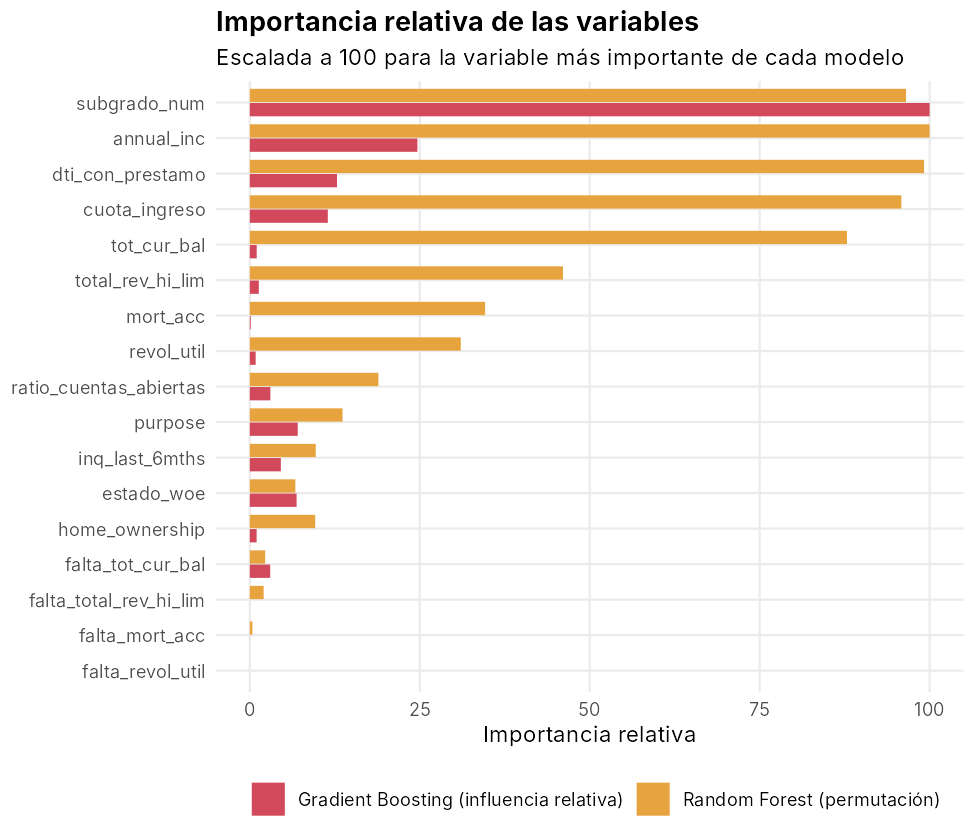 Importancia relativa de las variables
Escalada a 100 para la variable más importante de cada modelo
subgrado_num
annual_inc
dti_con_prestamo
cuota_ingreso
tot_cur_bal
total_rev_hi_lim
mort_acc
revol_util
ratio_cuentas_abiertas
purpose
inq_last_6mths
estado_woe
home_ownership
falta_tot_cur_bal
falta_total_rev_hi_lim
falta_mort_acc
falta_revol_util
0 25 50 75 100
Importancia relativa
Gradient Boosting (influencia relativa) Random Forest (permutación)